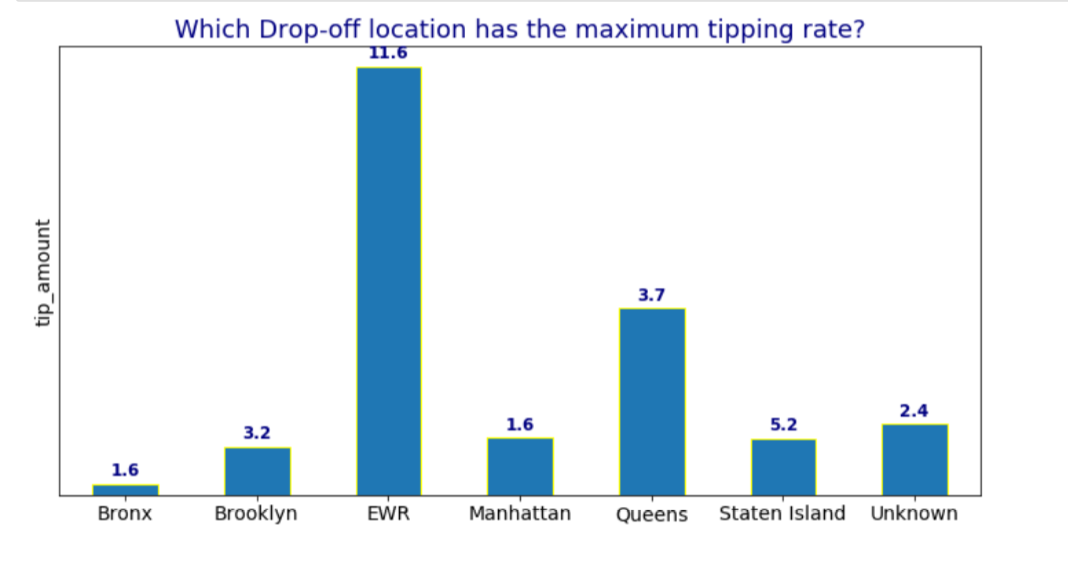 Which Drop-off location has the maximum tipping rate?
11.6
3.7
5.2
3.2
1.6
2.4
1.6
tip_amount
Bronx Brooklyn EWR Manhattan Queens Staten Island Unknown